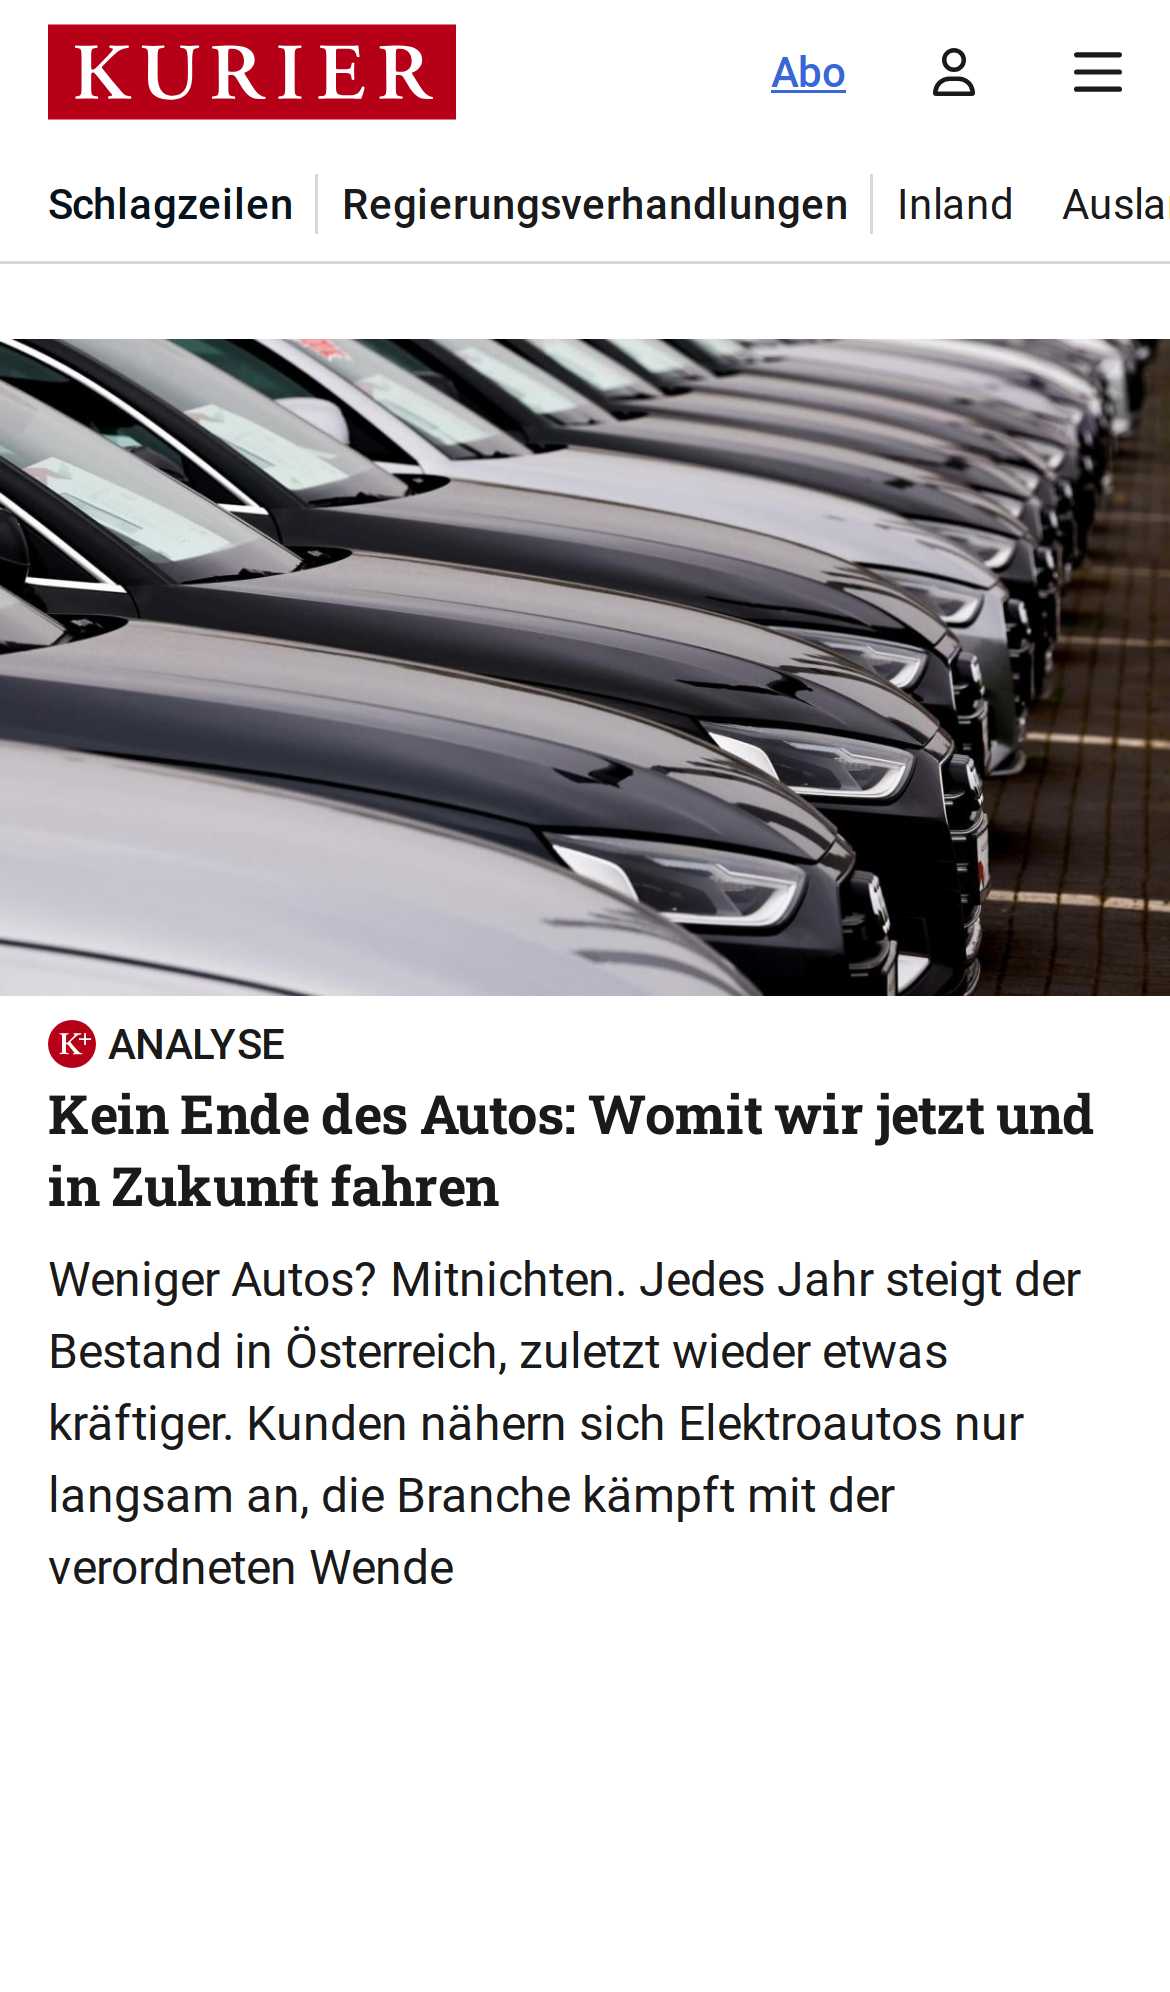 KURIER
Abo
Schlagzeilen
Regierungsverhandlungen
Inland
K+ ANALYSE
Kein Ende des Autos: Womit wir jetzt und
in Zukunft fahren
Weniger Autos? Mitnichten. Jedes Jahr steigt der
Bestand in Österreich, zuletzt wieder etwas
kräftiger. Kunden nähern sich Elektroautos nur
langsam an, die Branche kämpft mit der
verordneten Wende